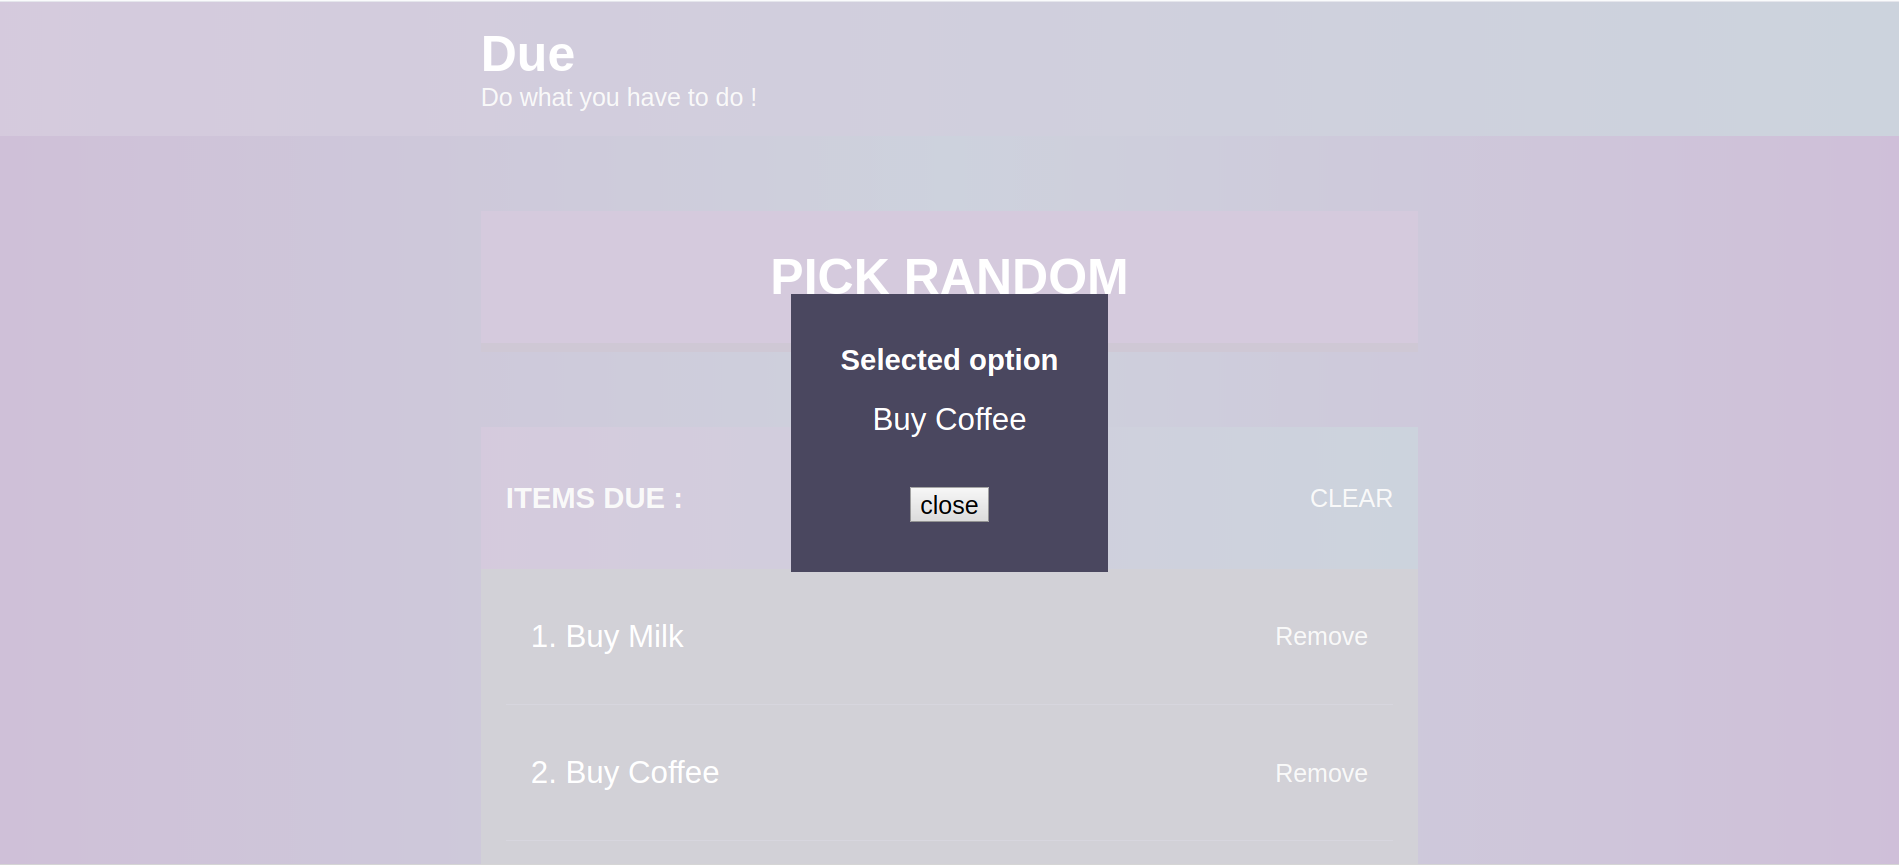 Due
Do what you have to do !
PICK RANDOM
Selected option
Buy Coffee
close
ITEMS DUE :
CLEAR
1. Buy Milk
Remove
2. Buy Coffee
Remove